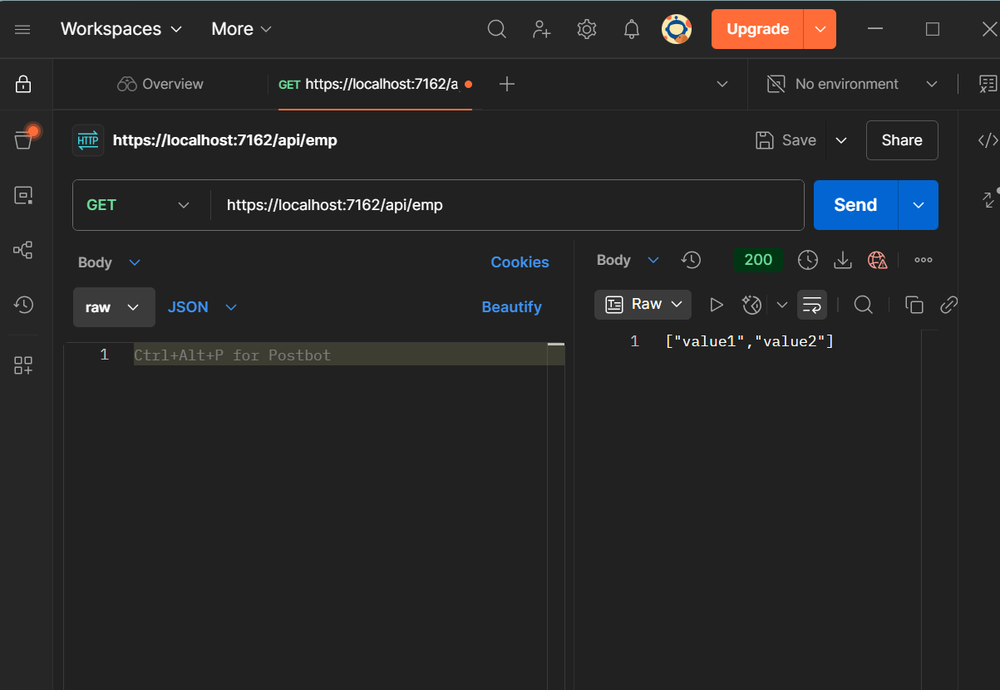 Workspaces More Upgrade
Overview GET https://localhost:7162/a No environment
HTTP https://localhost:7162/api/emp Save Share
GET https://localhost:7162/api/emp Send
Body Cookies Body 200
raw JSON Beautify Raw
1 Ctrl+Alt+P for Postbot
1 ["value1","value2"]